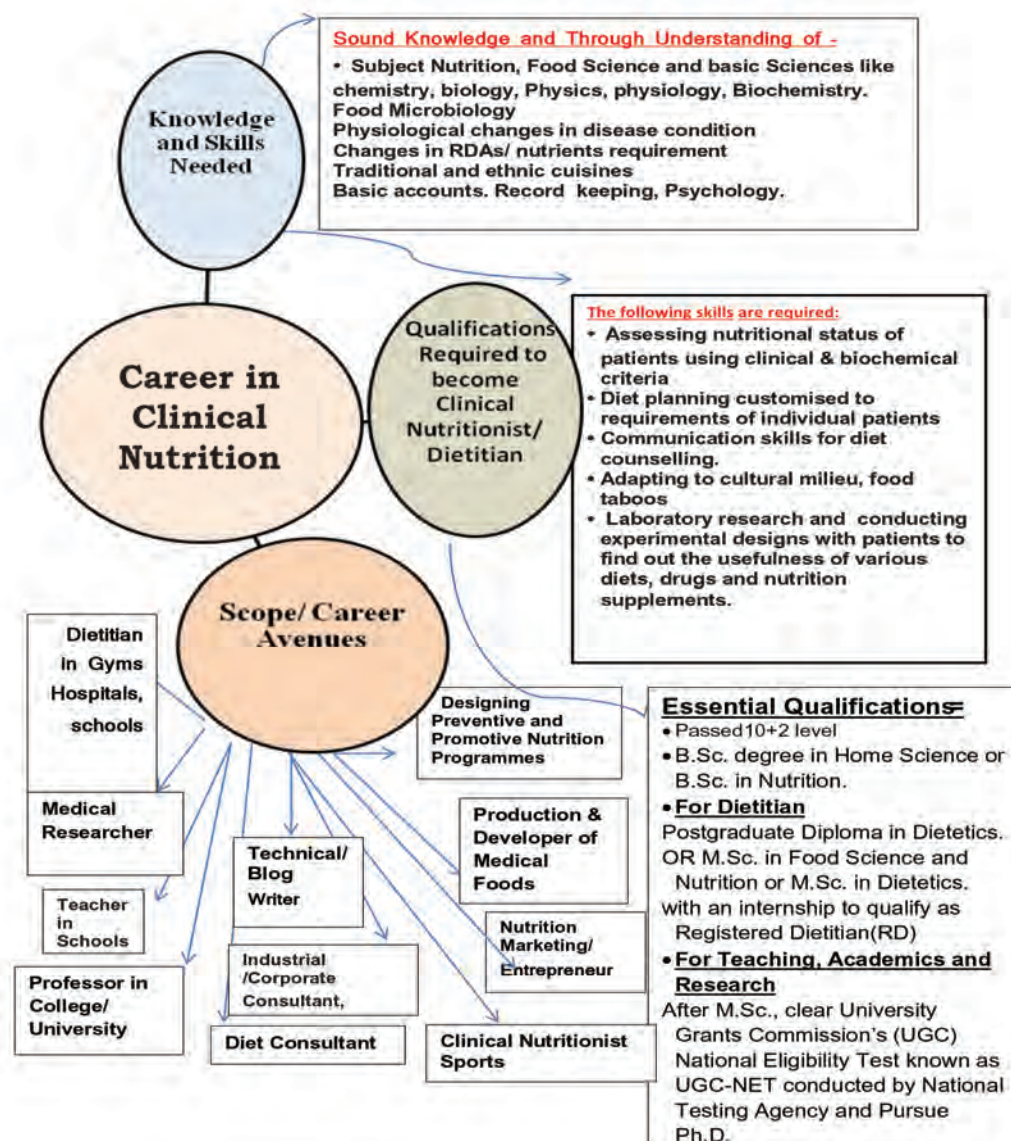 Knowledge
and Skills
Needed
Sound Knowledge and Through Understanding of -
• Subject Nutrition, Food Science and basic Sciences like
chemistry, biology, Physics, physiology, Biochemistry.
Food Microbiology
Physiological changes in disease condition
Changes in RDAs/ nutrients requirement
Traditional and ethnic cuisines
Basic accounts. Record keeping, Psychology.
Career in
Clinical
Nutrition
Qualifications
Required to
become
Clinical
Nutritionist/
Dietitian
The following skills are required:
• Assessing nutritional status of
patients using clinical & biochemical
criteria
• Diet planning customised to
requirements of individual patients
• Communication skills for diet
counselling.
• Adapting to cultural milieu, food
taboos
• Laboratory research and conducting
experimental designs with patients to
find out the usefulness of various
diets, drugs and nutrition
supplements.
Scope/ Career
Avenues
Dietitian
in Gyms
Hospitals,
schools
Medical
Researcher
Teacher
in
Schools
Professor in
College/
University
Technical/
Blog
Writer
Industrial
/Corporate
Consultant,
Diet Consultant
Designing
Preventive and
Promotive Nutrition
Programmes
Production &
Developer of
Medical
Foods
Nutrition
Marketing/
Entrepreneur
Clinical Nutritionist
Sports
Essential Qualifications=
• Passed10+2 level
• B.Sc. degree in Home Science or
B.Sc. in Nutrition.
• For Dietitian
Postgraduate Diploma in Dietetics.
OR M.Sc. in Food Science and
Nutrition or M.Sc. in Dietetics.
with an internship to qualify as
Registered Dietitian(RD)
• For Teaching, Academics and
Research
After M.Sc., clear University
Grants Commission's (UGC)
National Eligibility Test known as
UGC-NET conducted by National
Testing Agency and Pursue
Ph.D.